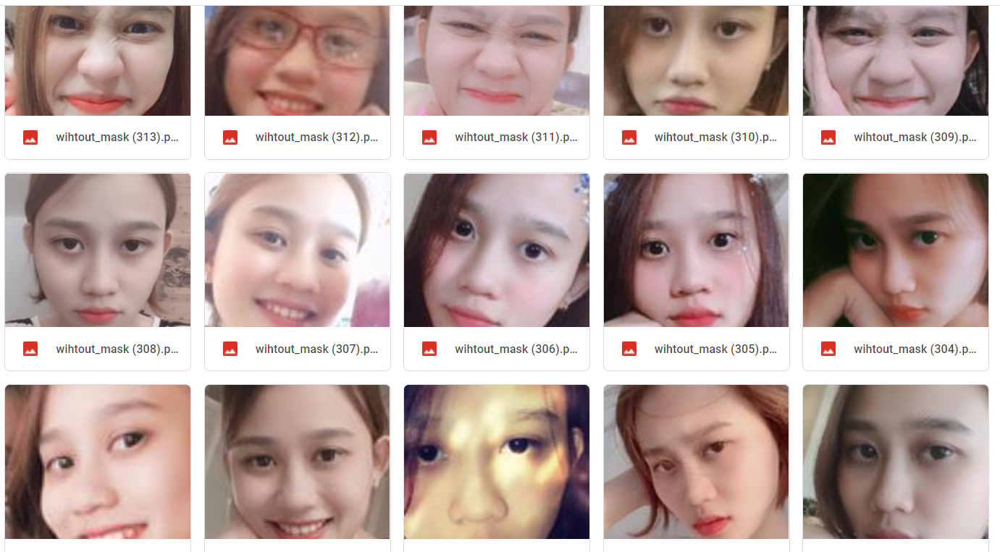 wihtout_mask (313).p...
wihtout_mask (312).p...
wihtout_mask (311).p...
wihtout_mask (310).p...
wihtout_mask (309).p...
wihtout_mask (308).p...
wihtout_mask (307).p...
wihtout_mask (306).p...
wihtout_mask (305).p...
wihtout_mask (304).p...